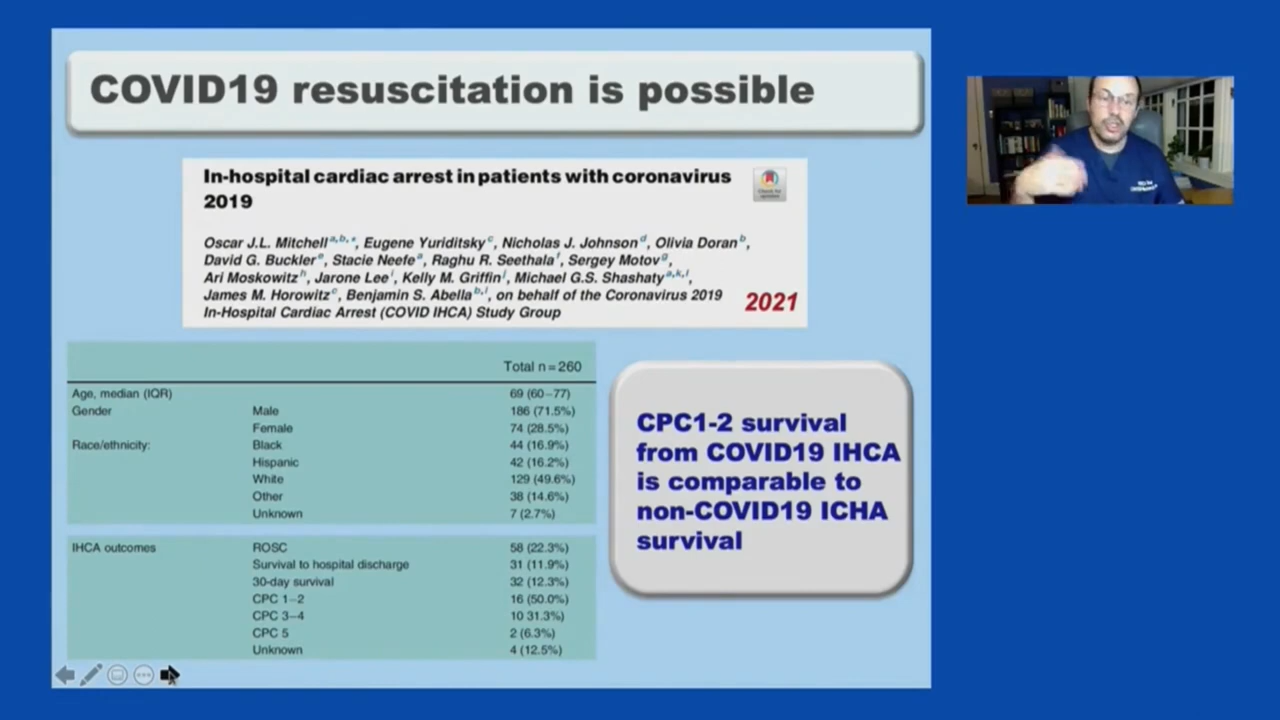 COVID19 resuscitation is possible
In-hospital cardiac arrest in patients with coronavirus
2019
Check for
updates
Oscar J.L. Mitchell a,b,*, Eugene Yuriditsky c, Nicholas J. Johnson d, Olivia Doran b,
David G. Buckler e, Stacie Neefe a, Raghu R. Seethala f, Sergey Motov g,
Ari Moskowitz h, Jarone Lee i, Kelly M. Griffin j, Michael G.S. Shashaty a,k,l,
James M. Horowitz c, Benjamin S. Abella b,l, on behalf of the Coronavirus 2019
In-Hospital Cardiac Arrest (COVID IHCA) Study Group
2021
Total n = 260
Age, median (IQR) 69 (60–77)
Gender Male 186 (71.5%)
Female 74 (28.5%)
Race/ethnicity: Black 44 (16.9%)
Hispanic 42 (16.2%)
White 129 (49.6%)
Other 38 (14.6%)
Unknown 7 (2.7%)
IHCA outcomes ROSC 58 (22.3%)
Survival to hospital discharge 31 (11.9%)
30-day survival 32 (12.3%)
CPC 1–2 16 (50.0%)
CPC 3–4 10 31.3%)
CPC 5 2 (6.3%)
Unknown 4 (12.5%)
CPC1-2 survival
from COVID19 IHCA
is comparable to
non-COVID19 ICHA
survival